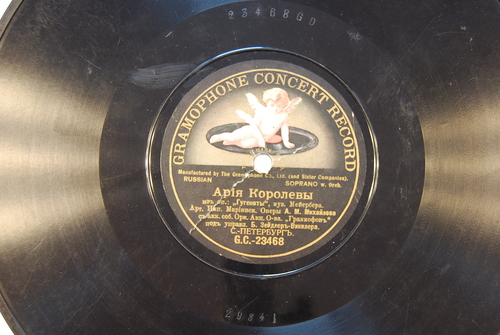 23468GD
GRAMOPHONE CONCERT RECORD
Manufactured by The Gramophone Co., Ltd. (and Sister Companies).
RUSSIAN SOPRANO w. Orch.
Арія Королевы
изъ оп.: „Гугеноты", муз. Мейербера.
Арт. Имп. Маріинск. Оперы А. М. Михайлова
съ акк. соб. Орк. Акц. О-ва. „Граммофонъ"
подъ управл. Б. Зейдлеръ-Винклера.
С.-ПЕТЕРБУРГЪ.
G.C.-23468